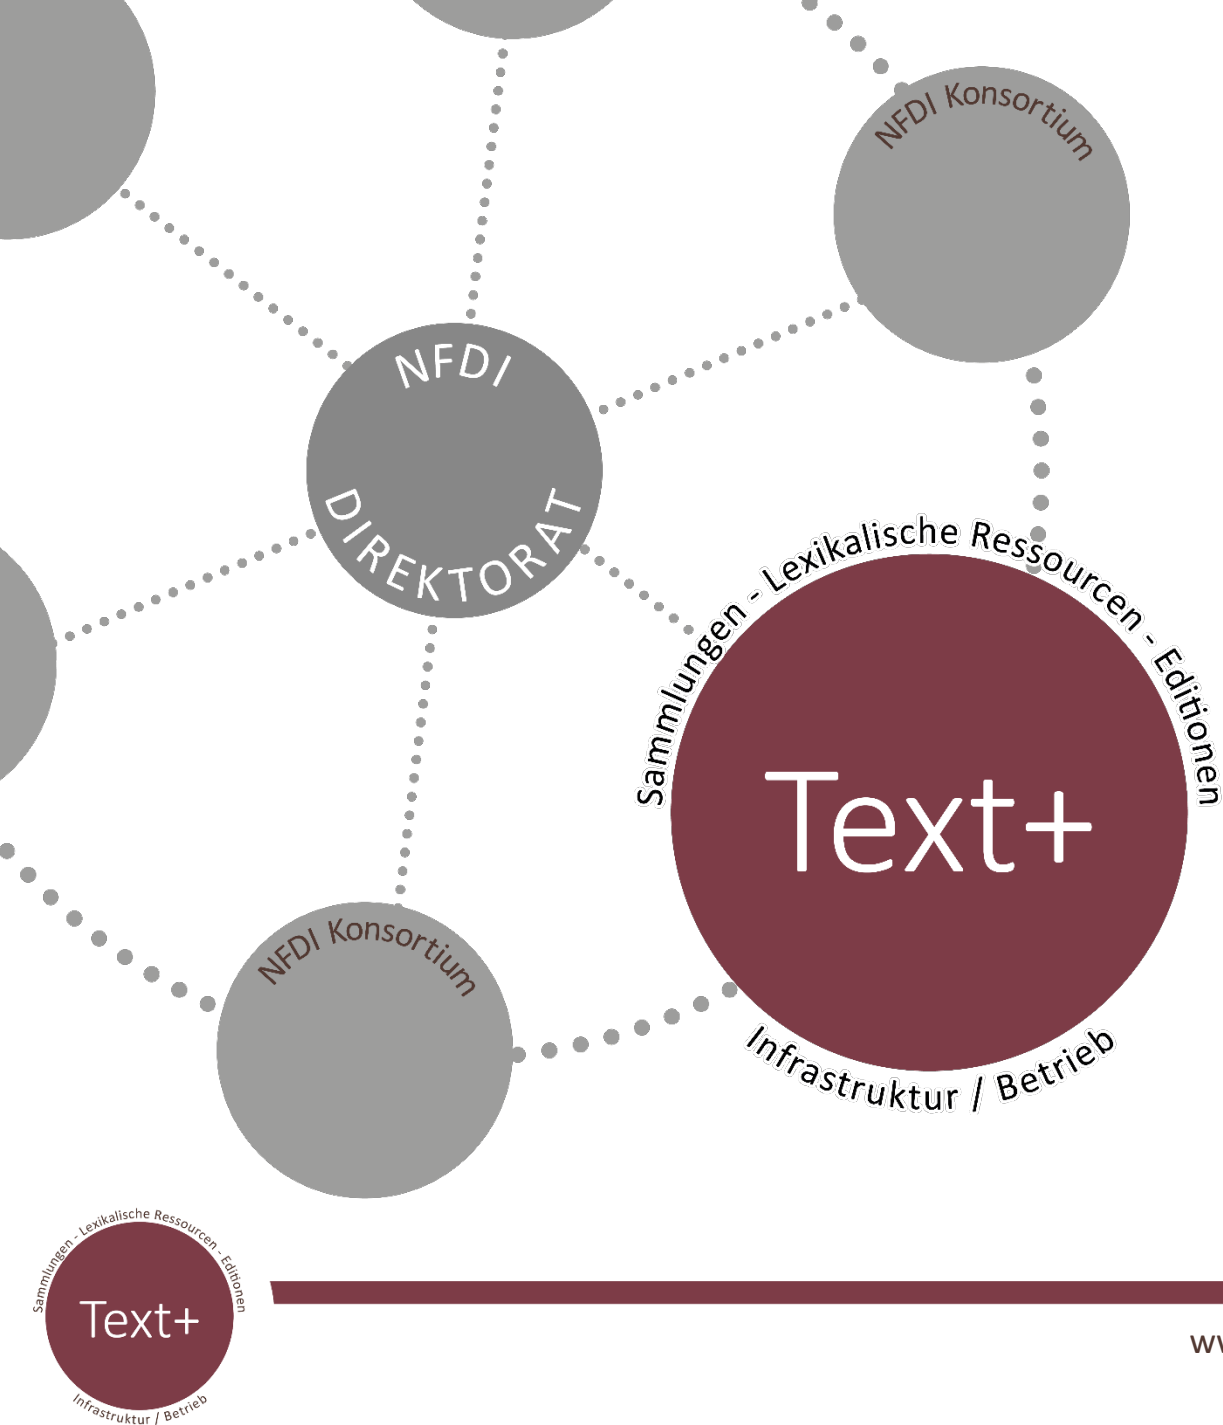 NFDI Konsortium
NFDI
DIREKTORAT
Sammlungen - Lexikalische Ressourcen - Editionen
Text+
Infrastruktur / Betrieb
NFDI Konsortium
Sammlungen - Lexikalische Ressourcen - Editionen
Text+
Infrastruktur / Betrieb